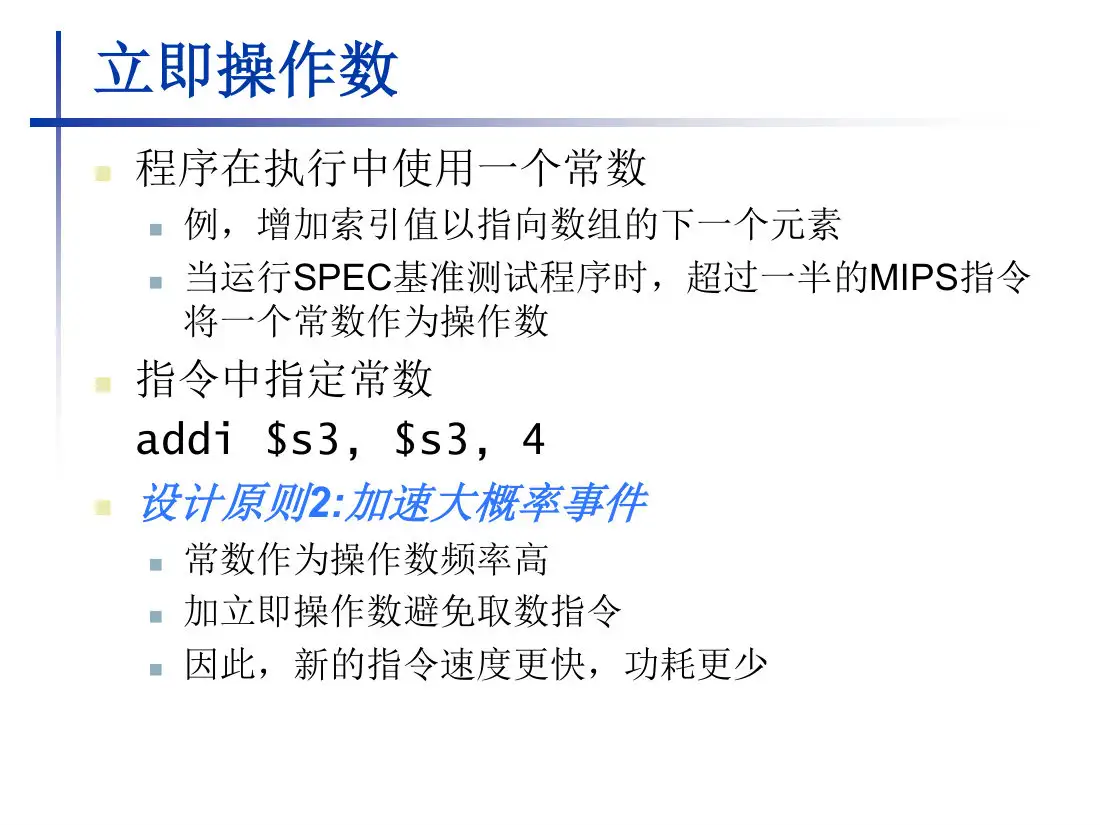 立即操作数
程序在执行中使用一个常数
例，增加索引值以指向数组的下一个元素
当运行SPEC基准测试程序时，超过一半的MIPS指令
将一个常数作为操作数
指令中指定常数
addi $s3, $s3, 4
设计原则2:加速大概率事件
常数作为操作数频率高
加立即操作数避免取数指令
因此，新的指令速度更快，功耗更少